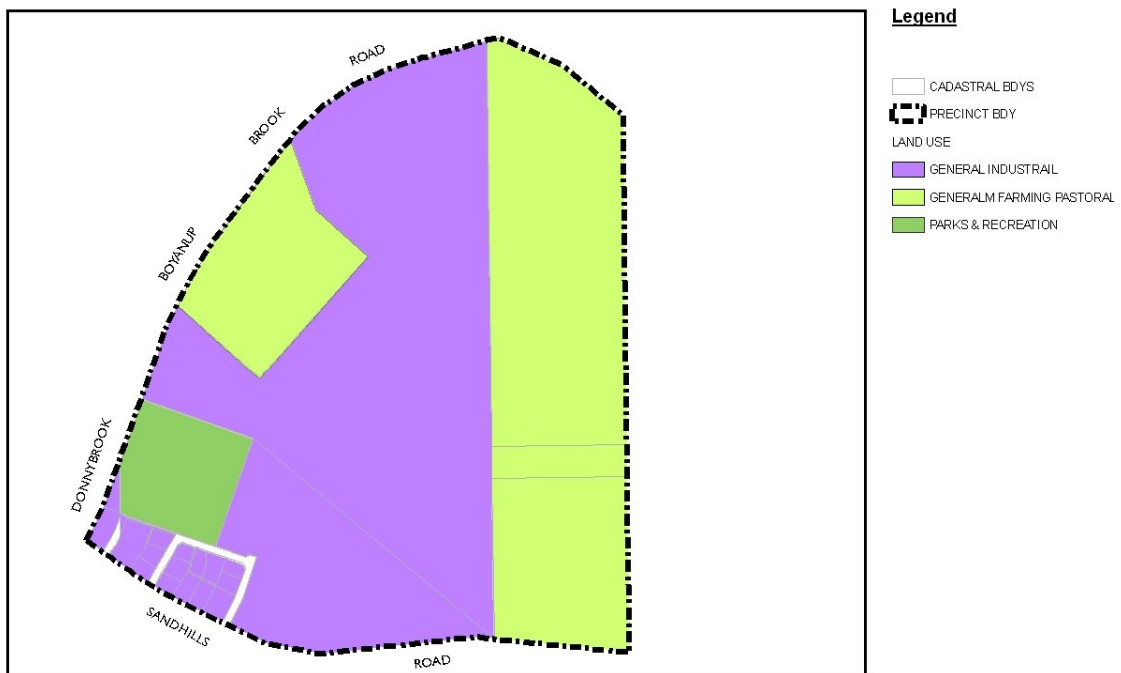 Legend
CADASTRAL BDYS
PRECINCT BDY
LAND USE
GENERAL INDUSTRAIL
GENERALM FARMING PASTORAL
PARKS & RECREATION
DONNYBROOK
BOYANUP
BROOK
ROAD
SANDHILLS
ROAD